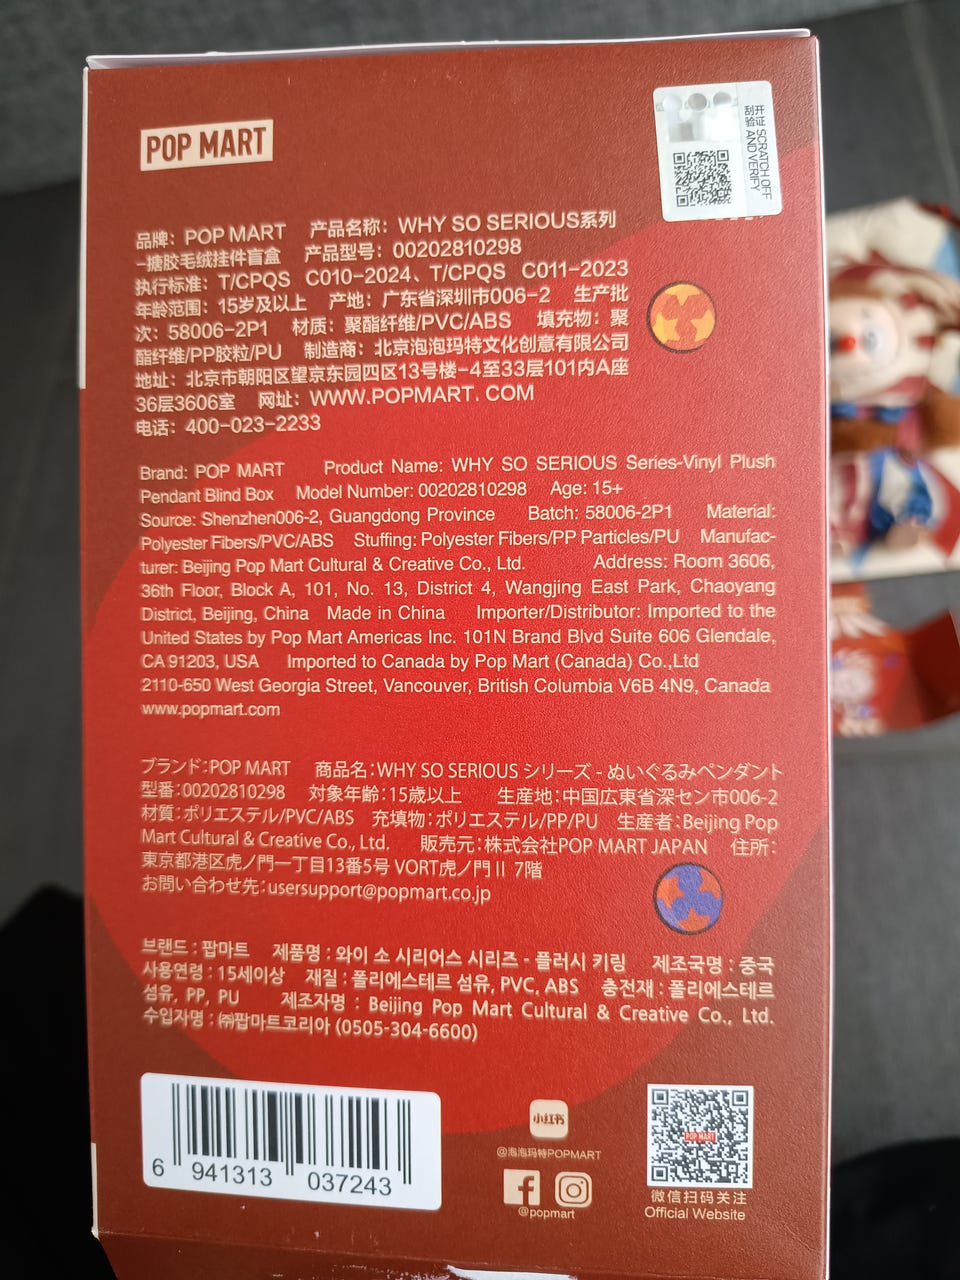 POP MART
开证 SCRATCH OFF
刮验 AND VERIFY
品牌：POP MART 产品名称：WHY SO SERIOUS系列
-搪胶毛绒挂件盲盒 产品型号：00202810298
执行标准：T/CPQS C010-2024、T/CPQS C011-2023
年龄范围：15岁及以上 产地：广东省深圳市006-2 生产批
次：58006-2P1 材质：聚酯纤维/PVC/ABS 填充物：聚
酯纤维/PP胶粒/PU 制造商：北京泡泡玛特文化创意有限公司
地址：北京市朝阳区望京东园四区13号楼-4至33层101内A座
36层3606室 网址：WWW.POPMART. COM
电话：400-023-2233
Brand: POP MART Product Name: WHY SO SERIOUS Series-Vinyl Plush
Pendant Blind Box Model Number: 00202810298 Age: 15+
Source: Shenzhen006-2, Guangdong Province Batch: 58006-2P1 Material:
Polyester Fibers/PVC/ABS Stuffing: Polyester Fibers/PP Particles/PU Manufac-
turer: Beijing Pop Mart Cultural & Creative Co., Ltd. Address: Room 3606,
36th Floor, Block A, 101, No. 13, District 4, Wangjing East Park, Chaoyang
District, Beijing, China Made in China Importer/Distributor: Imported to the
United States by Pop Mart Americas Inc. 101N Brand Blvd Suite 606 Glendale,
CA 91203, USA Imported to Canada by Pop Mart (Canada) Co.,Ltd
2110-650 West Georgia Street, Vancouver, British Columbia V6B 4N9, Canada
www.popmart.com
ブランド：POP MART 商品名：WHY SO SERIOUS シリーズ - ぬいぐるみペンダント
型番：00202810298 対象年齢：15歳以上 生産地：中国広東省深セン市006-2
材質：ポリエステル/PVC/ABS 充填物：ポリエステル/PP/PU 生産者：Beijing Pop
Mart Cultural & Creative Co., Ltd. 販売元：株式会社POP MART JAPAN 住所：
東京都港区虎ノ門一丁目13番5号 VORT虎ノ門Ⅱ 7階
お問い合わせ先：usersupport@popmart.co.jp
브랜드 : 팝마트 제품명 : 와이 소 시리어스 시리즈 - 플러시 키링 제조국명 : 중국
사용연령 : 15세이상 재질 : 폴리에스테르 섬유, PVC, ABS 충전재 : 폴리에스테르
섬유, PP, PU 제조자명 : Beijing Pop Mart Cultural & Creative Co., Ltd.
수입자명 : ㈜팝마트코리아 (0505-304-6600)
6 941313 037243
小红书
@泡泡玛特POPMART
@popmart
POP MART
微信扫码关注
Official Website